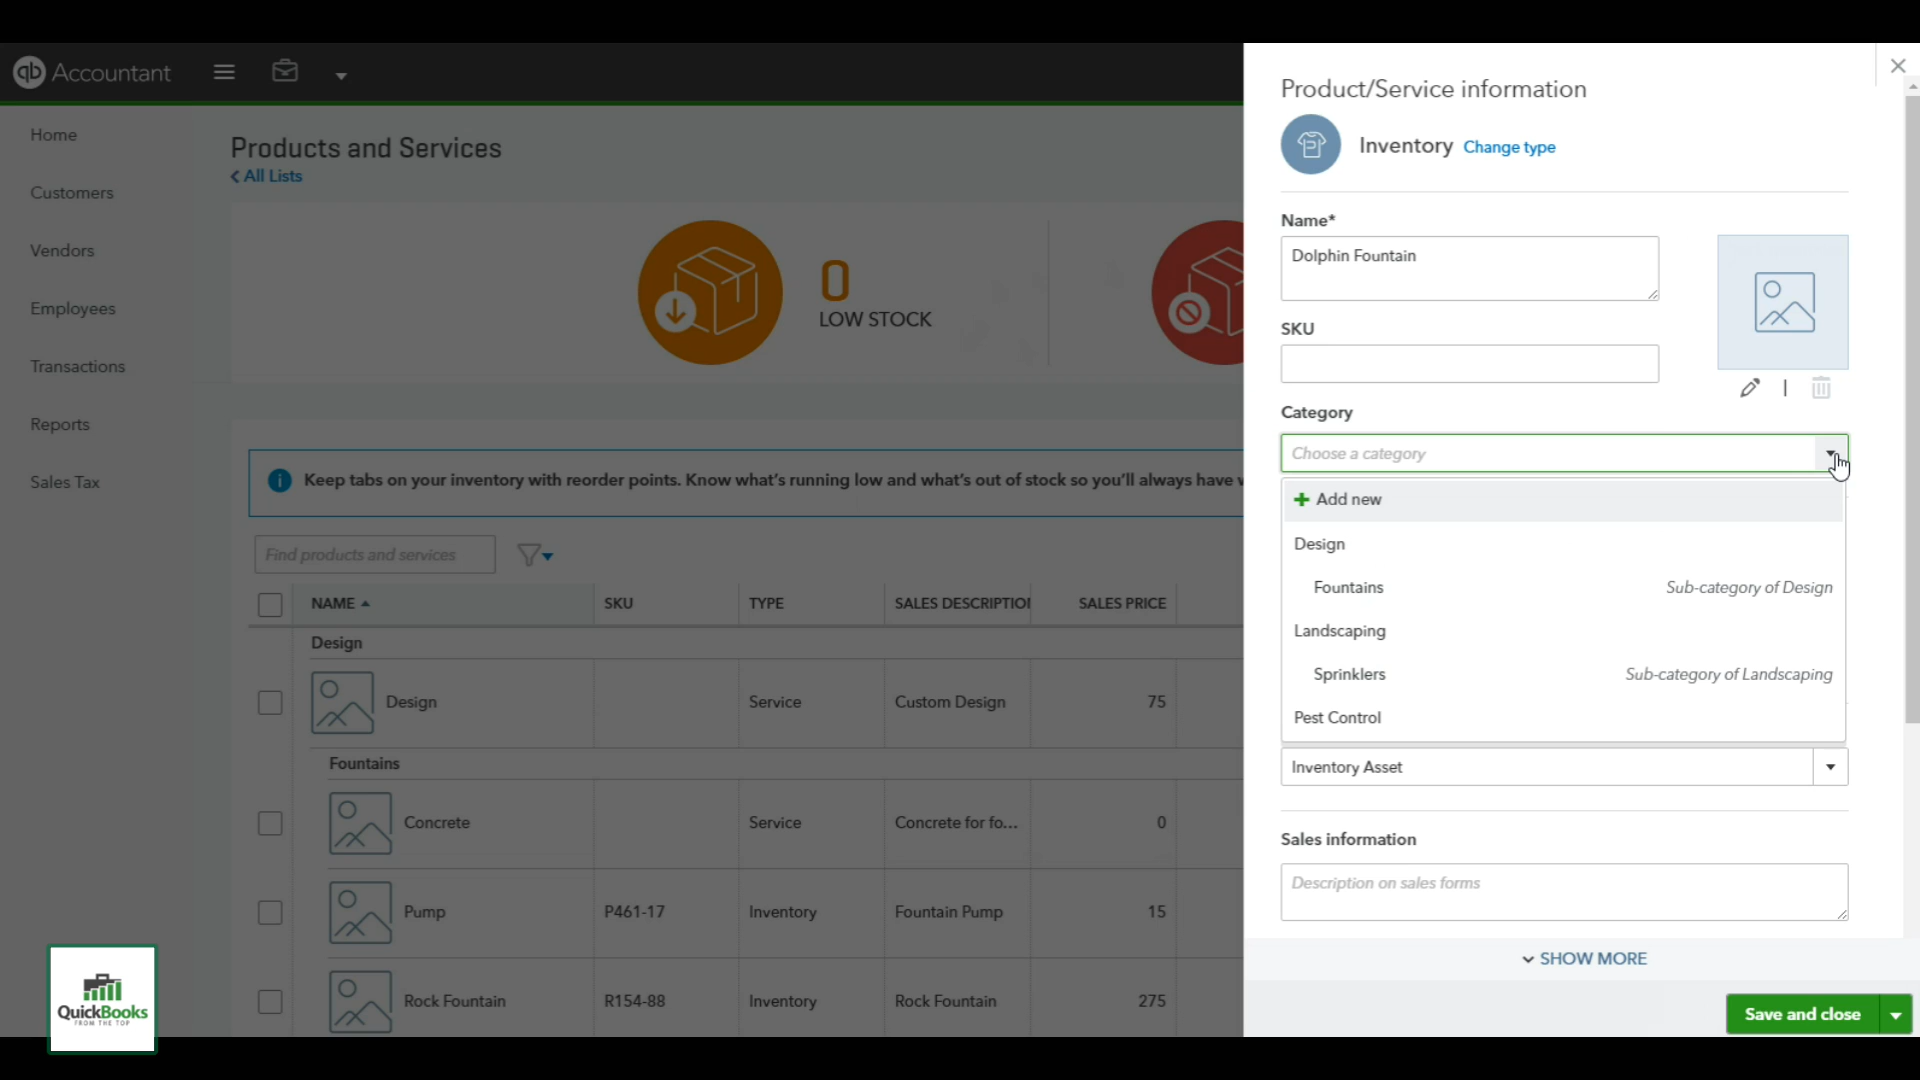 qb Accountant
Home
Customers
Vendors
Employees
Transactions
Reports
Sales Tax
Products and Services
All Lists
0
LOW STOCK
Keep tabs on your inventory with reorder points. Know what's running low and what's out of stock so you'll always have
Find products and services
NAME SKU TYPE SALES DESCRIPTION SALES PRICE
Design
Design Service Custom Design 75
Fountains
Concrete Service Concrete for fo... 0
Pump P461-17 Inventory Fountain Pump 15
Rock Fountain R154-88 Inventory Rock Fountain 275
QuickBooks
FROM THE TOP
Product/Service information
Inventory Change type
Name*
Dolphin Fountain
SKU
Category
Choose a category
Add new
Design
Fountains Sub-category of Design
Landscaping
Sprinklers Sub-category of Landscaping
Pest Control
Inventory Asset
Sales information
Description on sales forms
SHOW MORE
Save and close